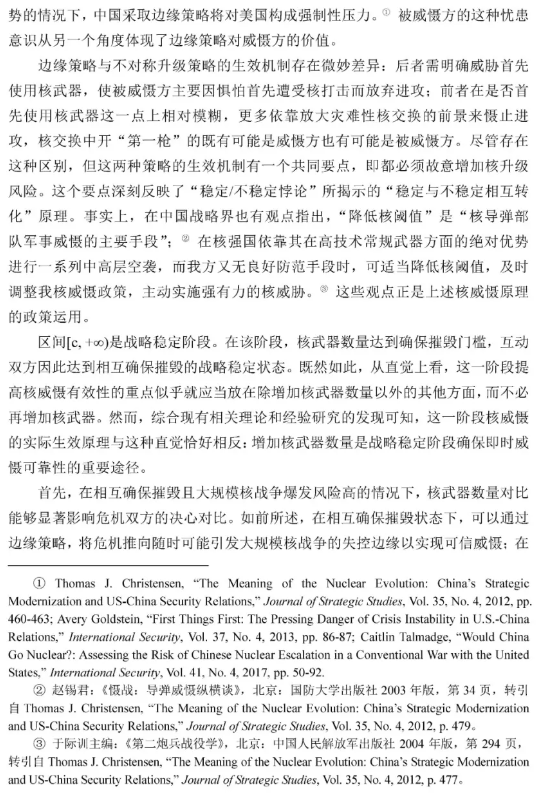 势的情况下，中国采取边缘策略将对美国构成强制性压力。① 被威慑方的这种忧患
意识从另一个角度体现了边缘策略对威慑方的价值。
边缘策略与不对称升级策略的生效机制存在微妙差异：后者需明确威胁首先
使用核武器，使被威慑方主要因惧怕首先遭受核打击而放弃进攻；前者在是否首
先使用核武器这一点上相对模糊，更多依靠放大灾难性核交换的前景来慑止进
攻，核交换中开“第一枪”的既有可能是威慑方也有可能是被威慑方。尽管存在
这种区别，但这两种策略的生效机制有一个共同要点，即都必须故意增加核升级
风险。这个要点深刻反映了“稳定/不稳定悖论”所揭示的“稳定与不稳定相互转
化”原理。事实上，在中国战略界也有观点指出，“降低核阈值”是“核导弹部
队军事威慑的主要手段”；② 在核强国依靠其在高技术常规武器方面的绝对优势
进行一系列中高层空袭，而我方又无良好防范手段时，可适当降低核阈值，及时
调整我核威慑政策，主动实施强有力的核威胁。③ 这些观点正是上述核威慑原理
的政策运用。
区间[c, +∞)是战略稳定阶段。在该阶段，核武器数量达到确保摧毁门槛，互动
双方因此达到相互确保摧毁的战略稳定状态。既然如此，从直觉上看，这一阶段提
高核威慑有效性的重点似乎就应当放在除增加核武器数量以外的其他方面，而不必
再增加核武器。然而，综合现有相关理论和经验研究的发现可知，这一阶段核威慑
的实际生效原理与这种直觉恰好相反：增加核武器数量是战略稳定阶段确保即时威
慑可靠性的重要途径。
首先，在相互确保摧毁且大规模核战争爆发风险高的情况下，核武器数量对比
能够显著影响危机双方的决心对比。如前所述，在相互确保摧毁状态下，可以通过
边缘策略，将危机推向随时可能引发大规模核战争的失控边缘以实现可信威慑；在
① Thomas J. Christensen, “The Meaning of the Nuclear Evolution: China’s Strategic
Modernization and US-China Security Relations,” Journal of Strategic Studies, Vol. 35, No. 4, 2012, pp.
460-463; Avery Goldstein, “First Things First: The Pressing Danger of Crisis Instability in U.S.-China
Relations,” International Security, Vol. 37, No. 4, 2013, pp. 86-87; Caitlin Talmadge, “Would China
Go Nuclear?: Assessing the Risk of Chinese Nuclear Escalation in a Conventional War with the United
States,” International Security, Vol. 41, No. 4, 2017, pp. 50-92.
② 赵锡君：《慑战：导弹威慑纵横谈》，北京：国防大学出版社 2003 年版，第 34 页，转引
自 Thomas J. Christensen, “The Meaning of the Nuclear Evolution: China’s Strategic Modernization
and US-China Security Relations,” Journal of Strategic Studies, Vol. 35, No. 4, 2012, p. 479。
③ 于际训主编：《第二炮兵战役学》，北京：中国人民解放军出版社 2004 年版，第 294 页，
转引自 Thomas J. Christensen, “The Meaning of the Nuclear Evolution: China’s Strategic Modernization
and US-China Security Relations,” Journal of Strategic Studies, Vol. 35, No. 4, 2012, p. 477。